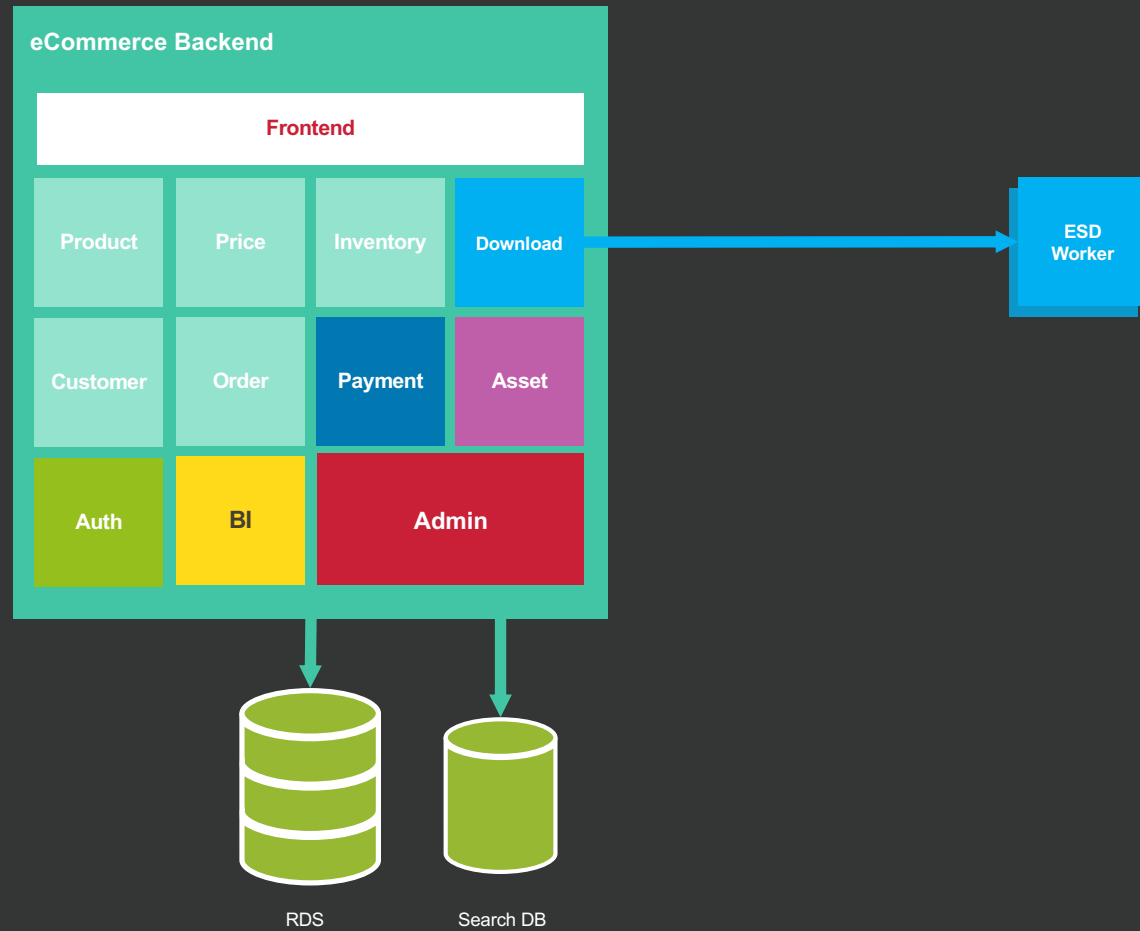 eCommerce Backend
Frontend
Product
Price
Inventory
Download
ESD
Worker
Customer
Order
Payment
Asset
Auth
BI
Admin
RDS
Search DB